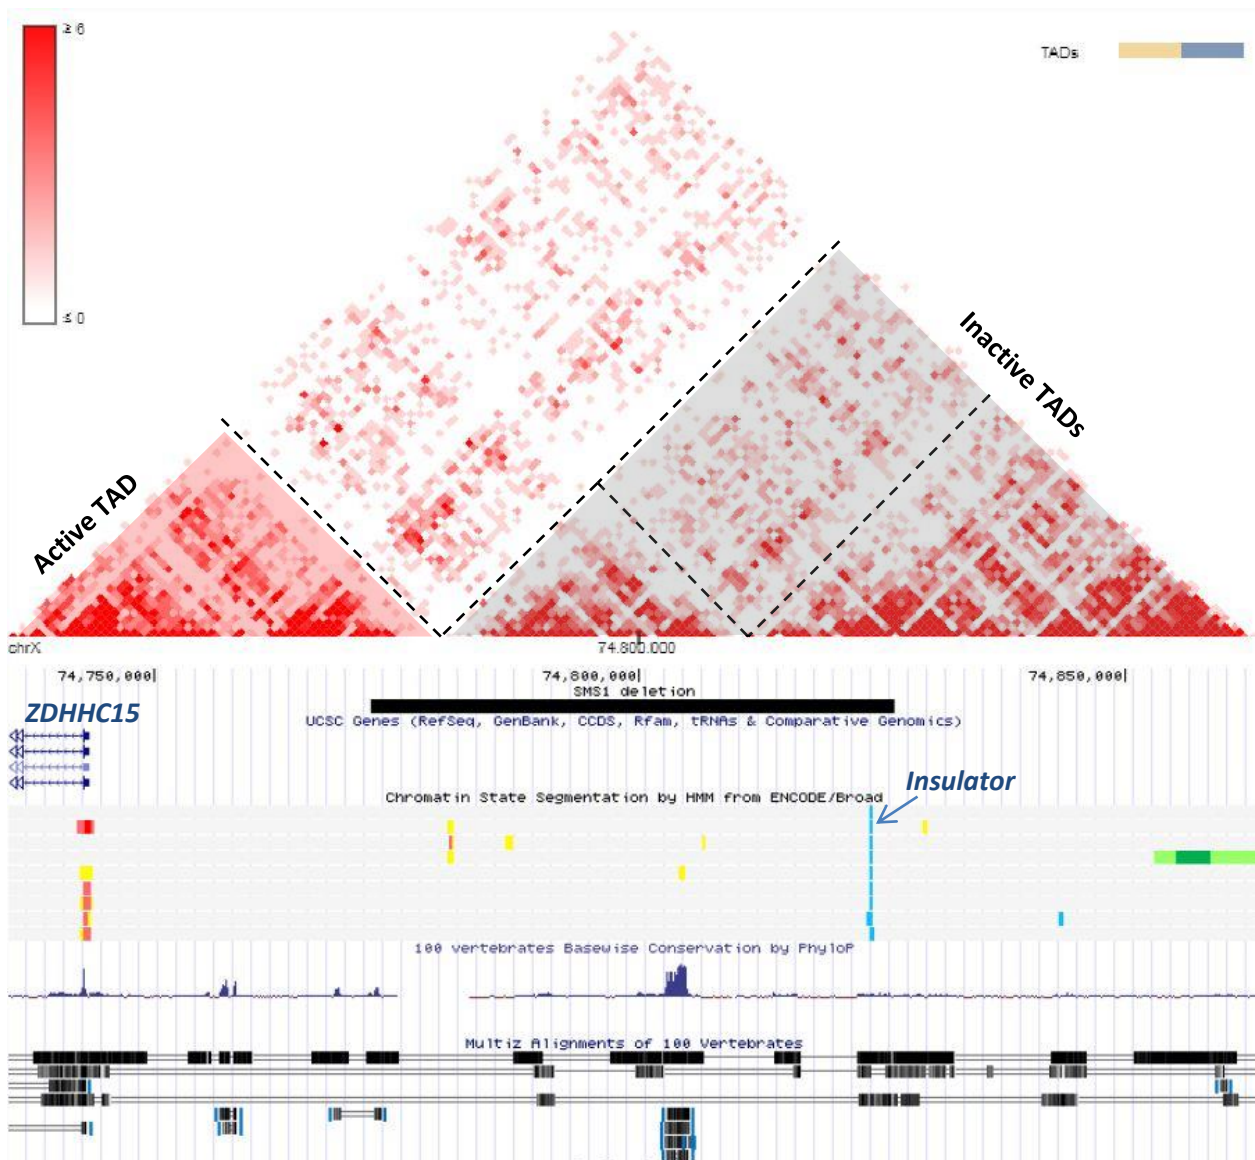 ≥6
TADs
≤0
Active TAD
Inactive TADs
chrX
74.800.000
74,750,000|
74,800,000|
74,850,000|
SMS1 deletion
ZDHHC15
UCSC Genes (RefSeq, GenBank, CCDS, Rfam, tRNAs & Comparative Genomics)
Insulator
Chromatin State Segmentation by HMM from ENCODE/Broad
100 vertebrates Basewise Conservation by PhyloP
Multiz Alignments of 100 Vertebrates